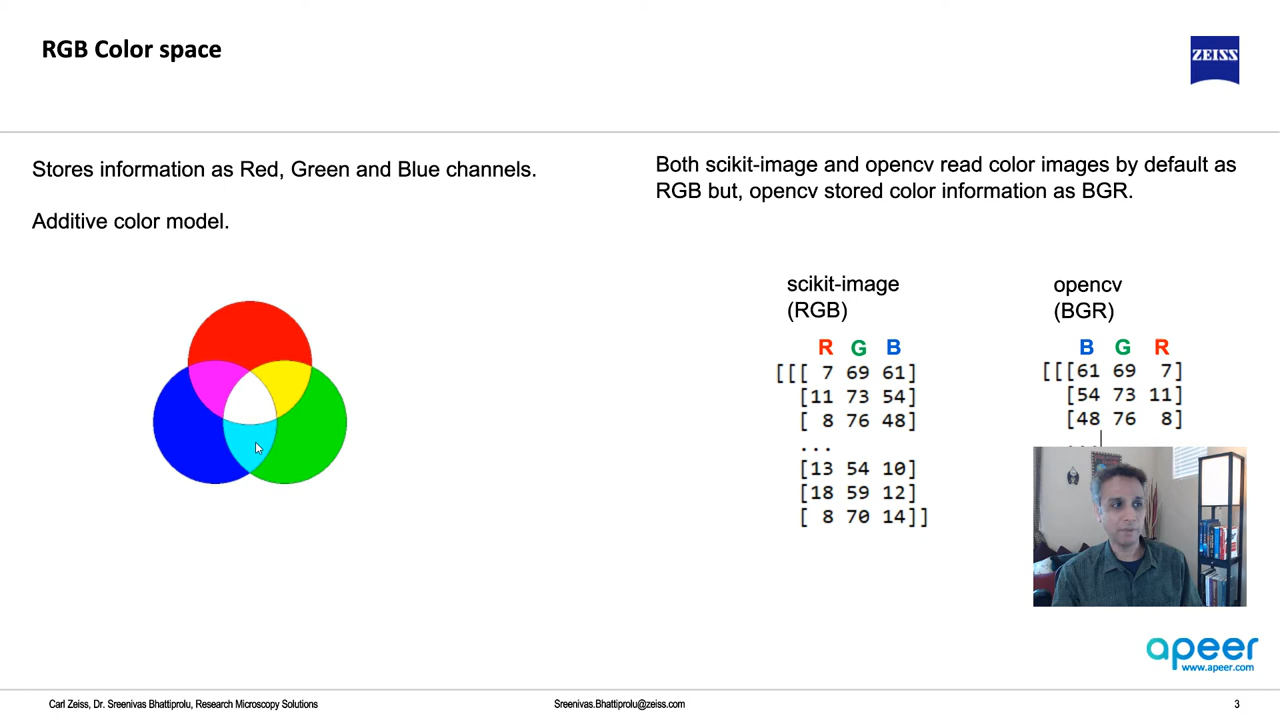 RGB Color space
ZEISS
Stores information as Red, Green and Blue channels.
Additive color model.
Both scikit-image and opencv read color images by default as
RGB but, opencv stored color information as BGR.
scikit-image
(RGB)
R G B
[[[ 7 69 61]
[11 73 54]
[ 8 76 48]
...
[13 54 10]
[18 59 12]
[ 8 70 14]]
opencv
(BGR)
B G R
[[[61 69 7]
[54 73 11]
[48 76 8]
...
apeer
www.apeer.com
Carl Zeiss, Dr. Sreenivas Bhattiprolu, Research Microscopy Solutions
Sreenivas.Bhattiprolu@zeiss.com
3